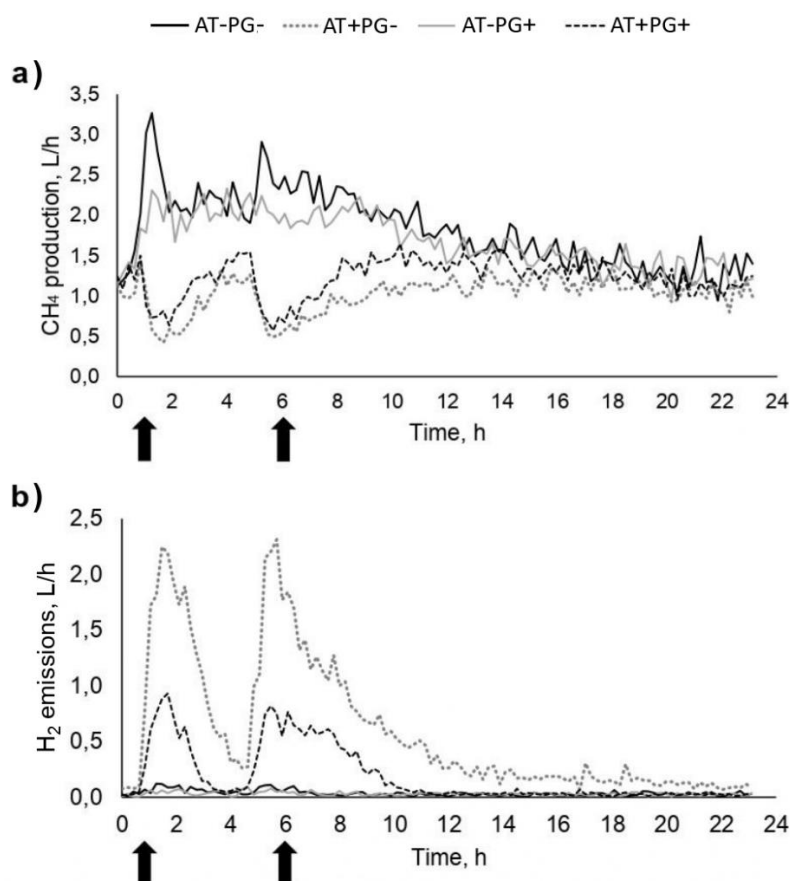 AT-PG- AT+PG- AT-PG+ AT+PG+
a)
CH₄ production, L/h
3,5
3,0
2,5
2,0
1,5
1,0
0,5
0,0
0 2 4 6 8 10 12 14 16 18 20 22 24
Time, h
b)
H₂ emissions, L/h
2,5
2,0
1,5
1,0
0,5
0,0
0 2 4 6 8 10 12 14 16 18 20 22 24
Time, h